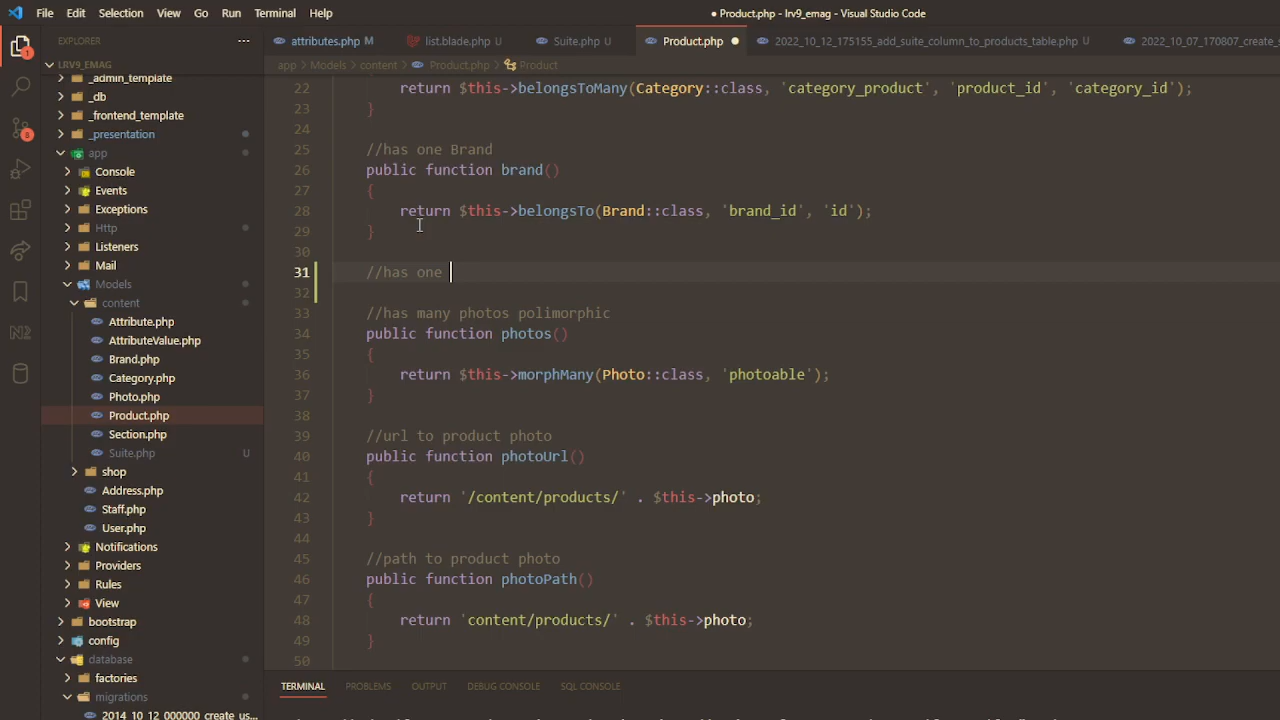 File Edit Selection View Go Run Terminal Help
● Product.php - lrv9_emag - Visual Studio Code
EXPLORER
attributes.php M
list.blade.php U
Suite.php U
Product.php
2022_10_12_175155_add_suite_column_to_products_table.php U
2022_10_07_170807_create_s
app > Models > content > Product.php > Product
LRV9_EMAG
_admin_template
_db
_frontend_template
_presentation
app
Console
Events
Exceptions
Http
Listeners
Mail
Models
content
Attribute.php
AttributeValue.php
Brand.php
Category.php
Photo.php
Product.php
Section.php
Suite.php U
shop
Address.php
Staff.php
User.php
Notifications
Providers
Rules
View
bootstrap
config
database
factories
migrations
2014_10_12_000000_create_us...
22 return $this->belongsToMany(Category::class, 'category_product', 'product_id', 'category_id');
23 }
24
25 //has one Brand
26 public function brand()
27 {
28 return $this->belongsTo(Brand::class, 'brand_id', 'id');
29 }
30
31 //has one
32
33 //has many photos polimorphic
34 public function photos()
35 {
36 return $this->morphMany(Photo::class, 'photoable');
37 }
38
39 //url to product photo
40 public function photoUrl()
41 {
42 return '/content/products/' . $this->photo;
43 }
44
45 //path to product photo
46 public function photoPath()
47 {
48 return 'content/products/' . $this->photo;
49 }
50
TERMINAL PROBLEMS OUTPUT DEBUG CONSOLE SQL CONSOLE